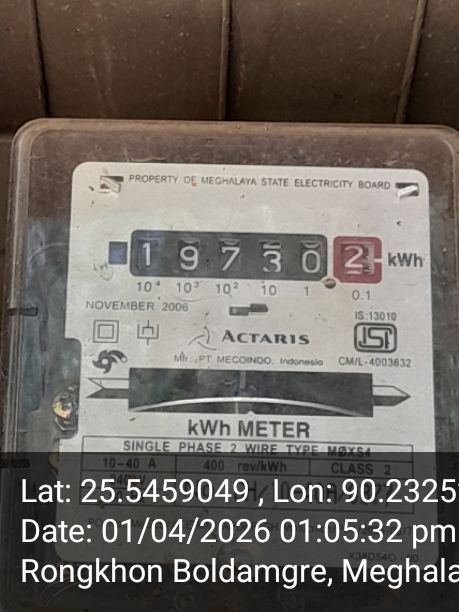 PROPERTY OF MEGHALAYA STATE ELECTRICITY BOARD
1 9 7 3 0 2 kWh
10⁴ 10³ 10² 10 1 0.1
NOVEMBER 2006
IS:13010
ACTARIS
Mfr. PT MECOINDO, Indonesia CM/L-4003632
kWh METER
SINGLE PHASE 2 WIRE TYPE MØXS4
10-40 A 400 rev/kWh CLASS 2
Lat: 25.5459049 , Lon: 90.2325
Date: 01/04/2026 01:05:32 pm
Rongkhon Boldamgre, Meghala